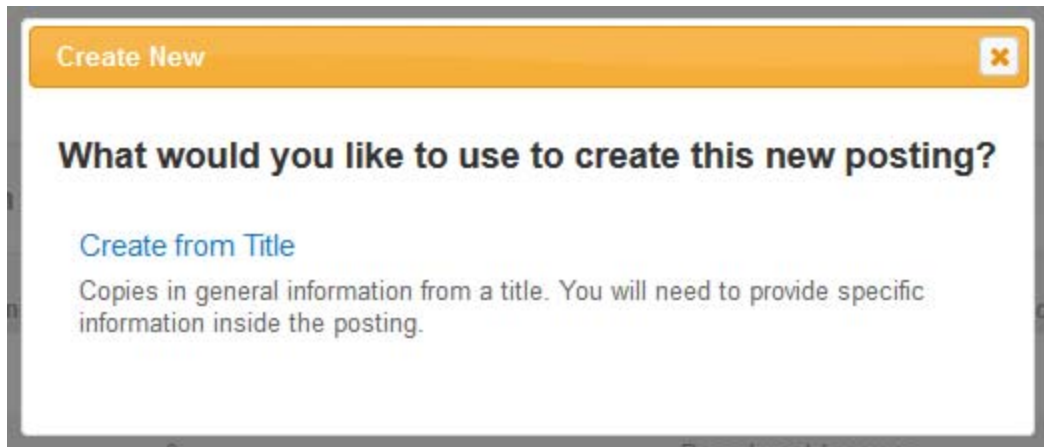 Create New
What would you like to use to create this new posting?
Create from Title
Copies in general information from a title. You will need to provide specific
information inside the posting.